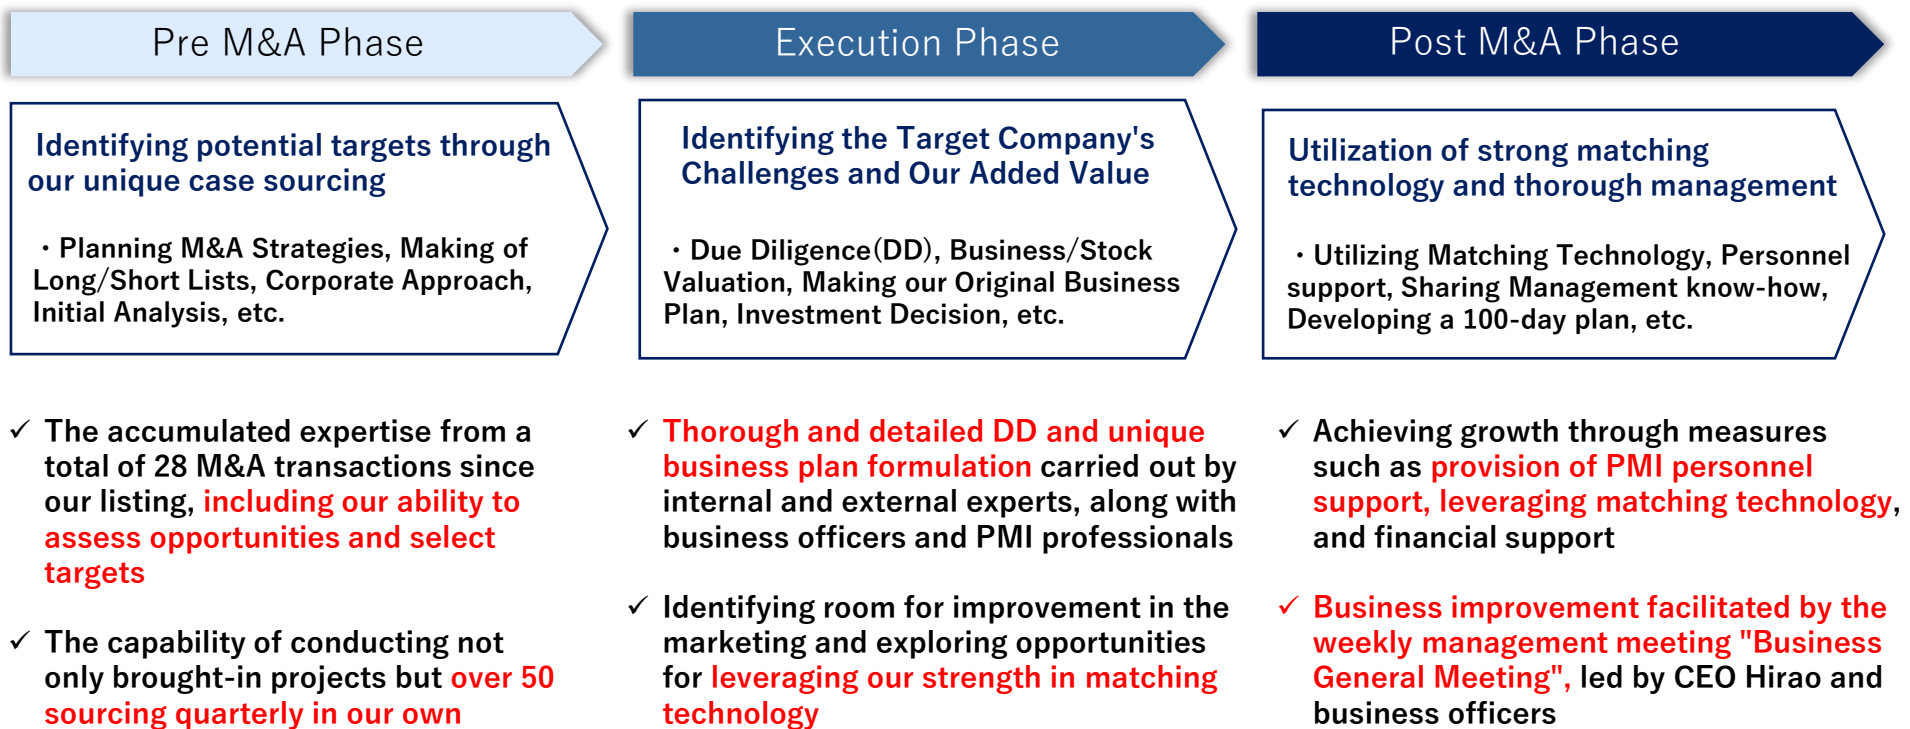 Pre M&A Phase
Execution Phase
Post M&A Phase
Identifying potential targets through
our unique case sourcing
・Planning M&A Strategies, Making of
Long/Short Lists, Corporate Approach,
Initial Analysis, etc.
Identifying the Target Company's
Challenges and Our Added Value
・Due Diligence(DD), Business/Stock
Valuation, Making our Original Business
Plan, Investment Decision, etc.
Utilization of strong matching
technology and thorough management
・Utilizing Matching Technology, Personnel
support, Sharing Management know-how,
Developing a 100-day plan, etc.
✓ The accumulated expertise from a
total of 28 M&A transactions since
our listing, including our ability to
assess opportunities and select
targets
✓ The capability of conducting not
only brought-in projects but over 50
sourcing quarterly in our own
✓ Thorough and detailed DD and unique
business plan formulation carried out by
internal and external experts, along with
business officers and PMI professionals
✓ Identifying room for improvement in the
marketing and exploring opportunities
for leveraging our strength in matching
technology
✓ Achieving growth through measures
such as provision of PMI personnel
support, leveraging matching technology,
and financial support
✓ Business improvement facilitated by the
weekly management meeting "Business
General Meeting", led by CEO Hirao and
business officers